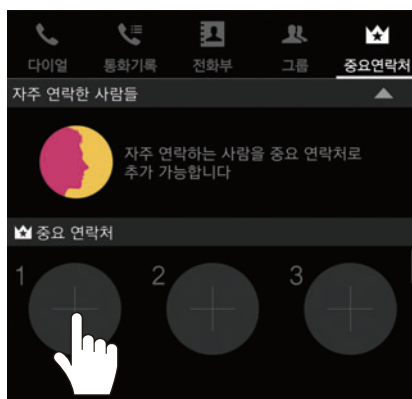 다이얼 통화기록 전화부 그룹 중요연락처
자주 연락한 사람들
자주 연락하는 사람을 중요 연락처로
추가 가능합니다
중요 연락처
1 2 3